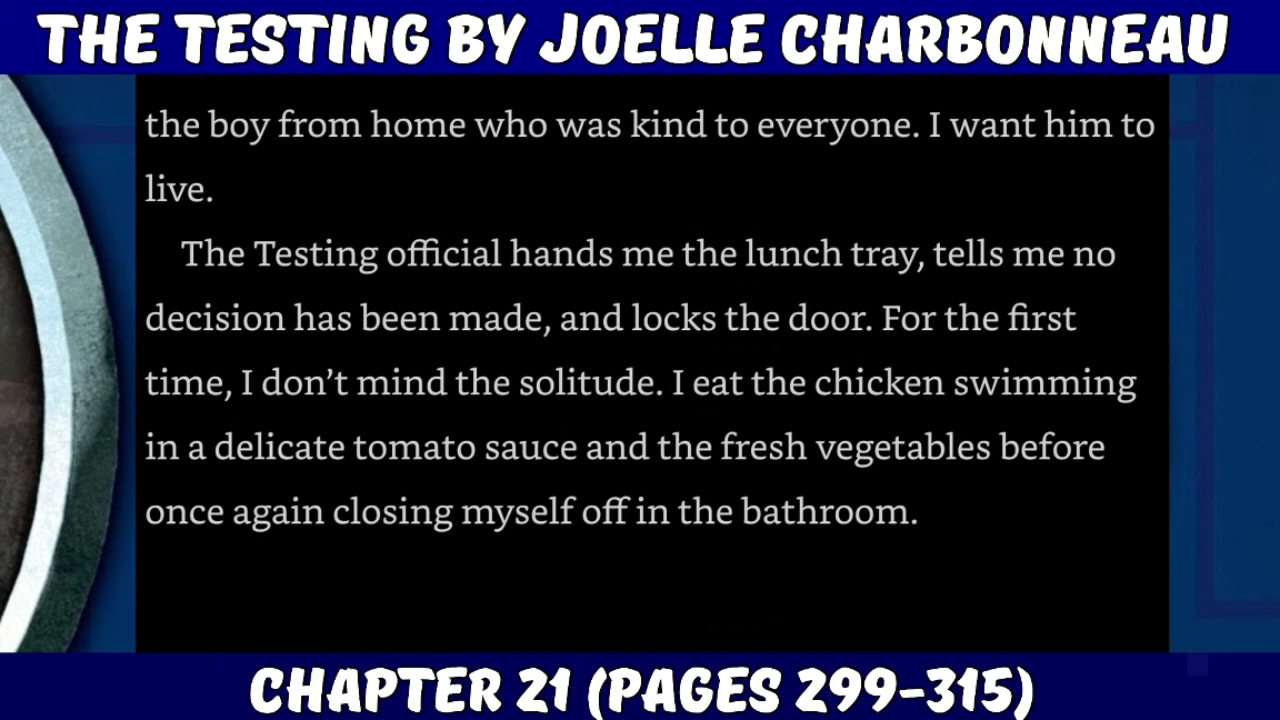 THE TESTING BY JOELLE CHARBONNEAU
the boy from home who was kind to everyone. I want him to
live.
The Testing official hands me the lunch tray, tells me no
decision has been made, and locks the door. For the first
time, I don’t mind the solitude. I eat the chicken swimming
in a delicate tomato sauce and the fresh vegetables before
once again closing myself off in the bathroom.
CHAPTER 21 (PAGES 299-315)